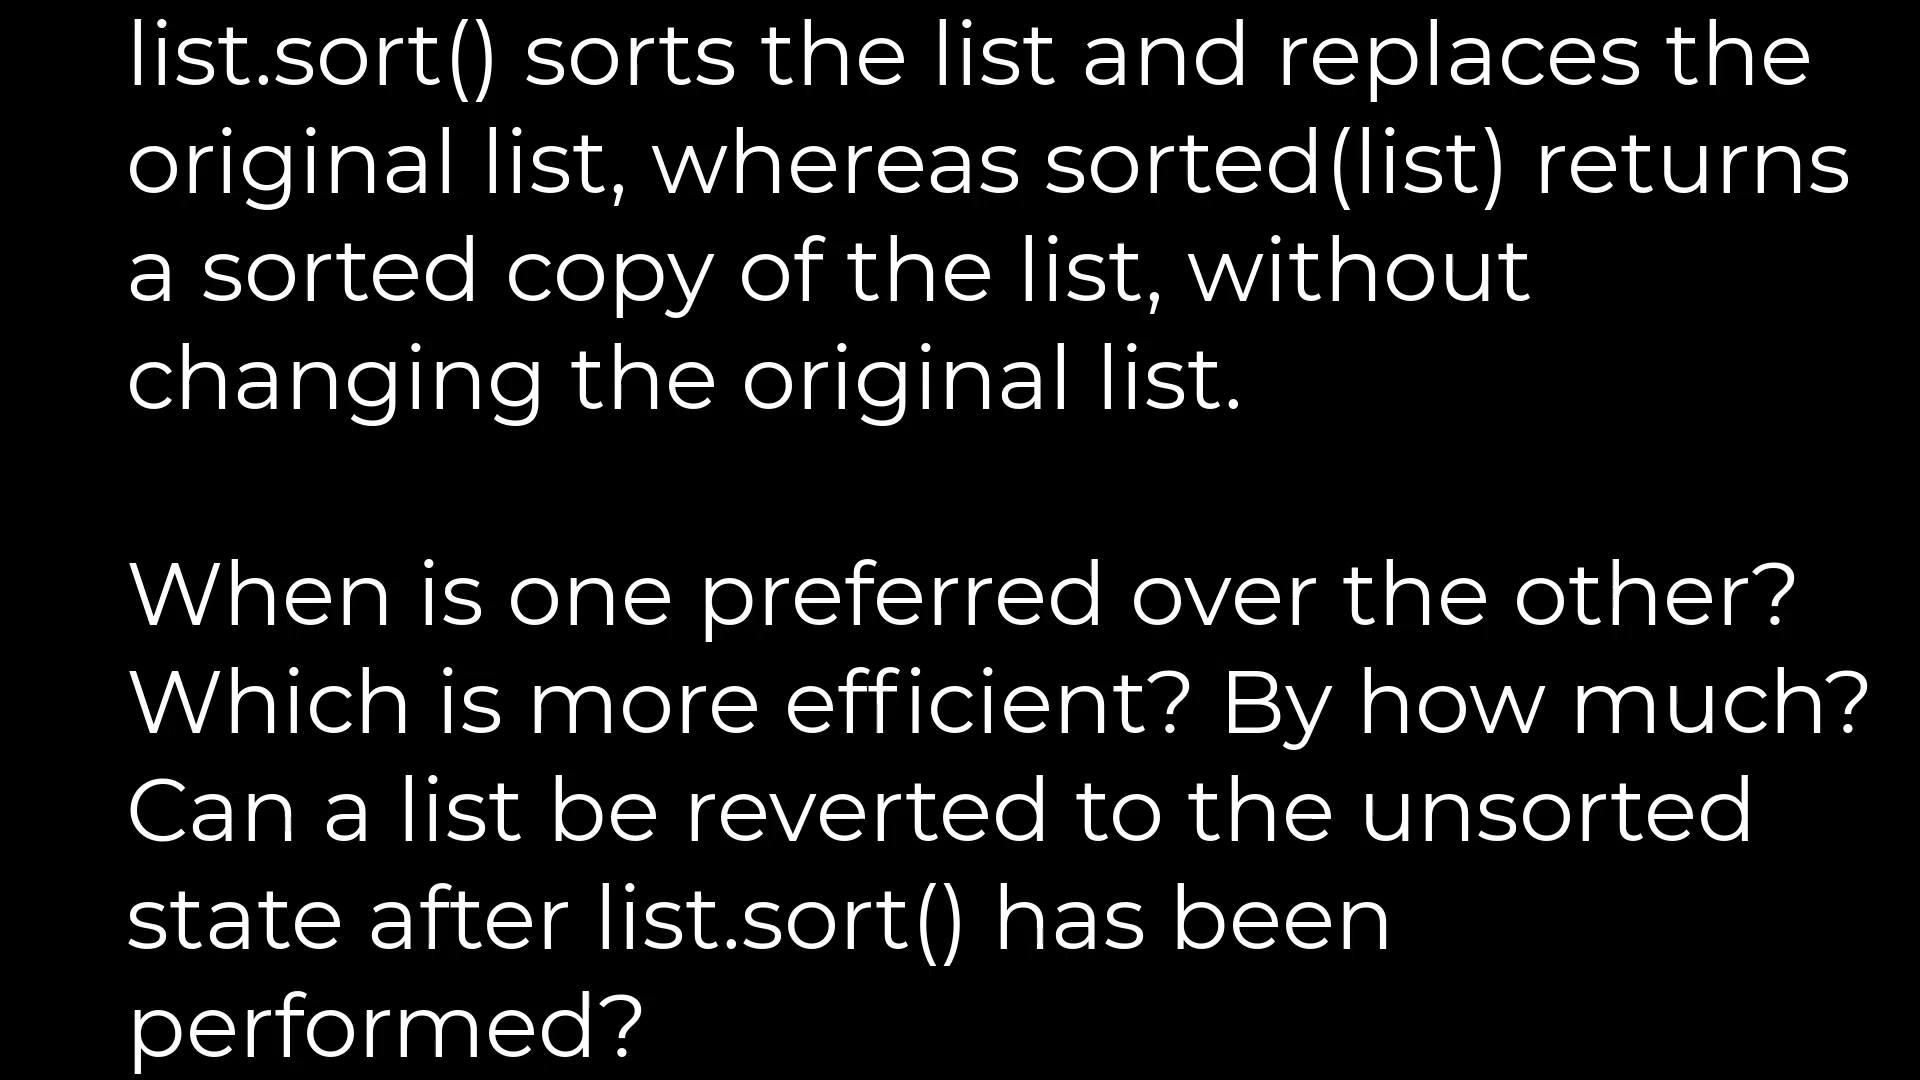 list.sort() sorts the list and replaces the
original list, whereas sorted(list) returns
a sorted copy of the list, without
changing the original list.
When is one preferred over the other?
Which is more efficient? By how much?
Can a list be reverted to the unsorted
state after list.sort() has been
performed?